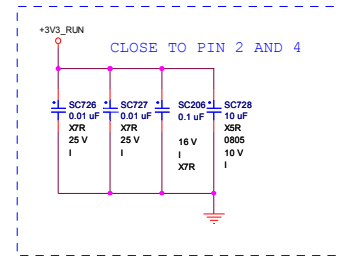 +3V3_RUN
CLOSE TO PIN 2 AND 4
SC726
0.01 uF
X7R
25 V
I
SC727
0.01 uF
X7R
25 V
I
SC206
0.1 uF
16 V
I
X7R
SC728
10 uF
X5R
0805
10 V
I